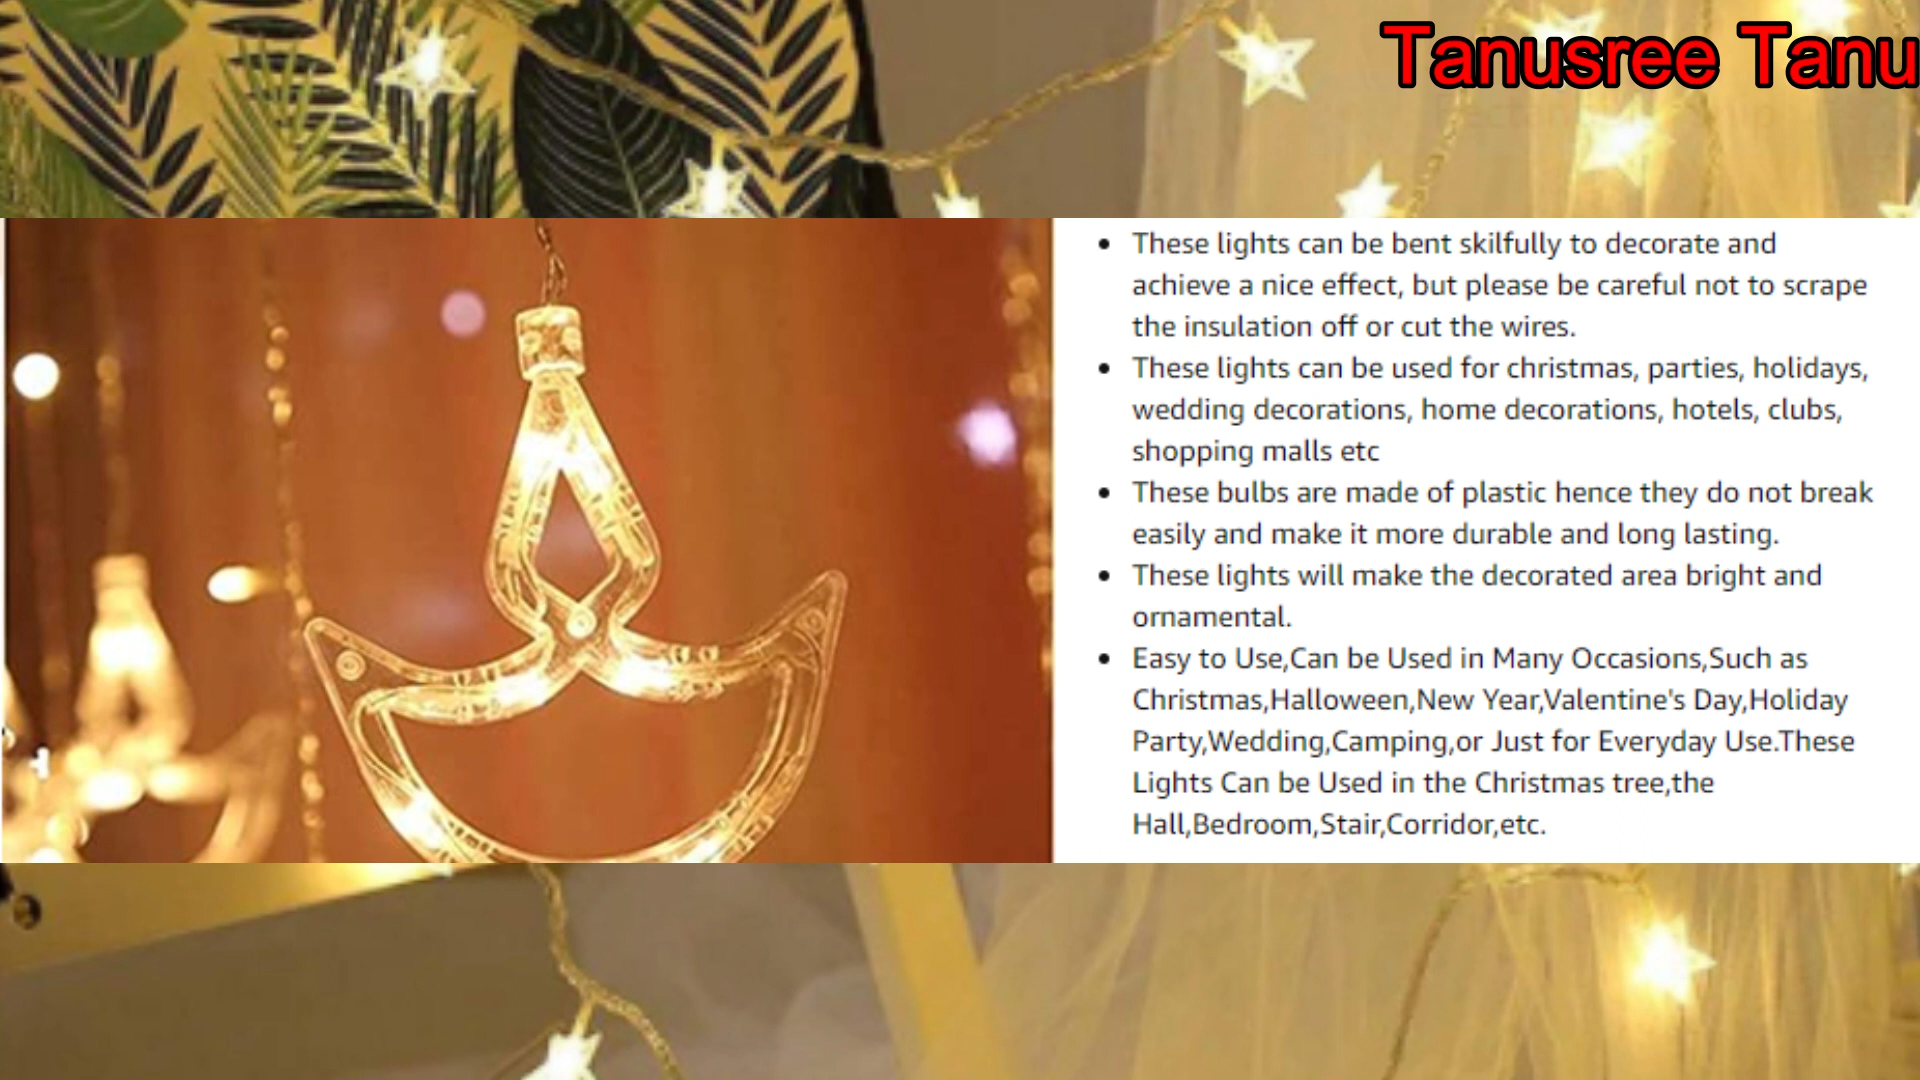 Tanusree Tanu
These lights can be bent skilfully to decorate and
achieve a nice effect, but please be careful not to scrape
the insulation off or cut the wires.
These lights can be used for christmas, parties, holidays,
wedding decorations, home decorations, hotels, clubs,
shopping malls etc
These bulbs are made of plastic hence they do not break
easily and make it more durable and long lasting.
These lights will make the decorated area bright and
ornamental.
Easy to Use,Can be Used in Many Occasions,Such as
Christmas,Halloween,New Year,Valentine's Day,Holiday
Party,Wedding,Camping,or Just for Everyday Use.These
Lights Can be Used in the Christmas tree,the
Hall,Bedroom,Stair,Corridor,etc.